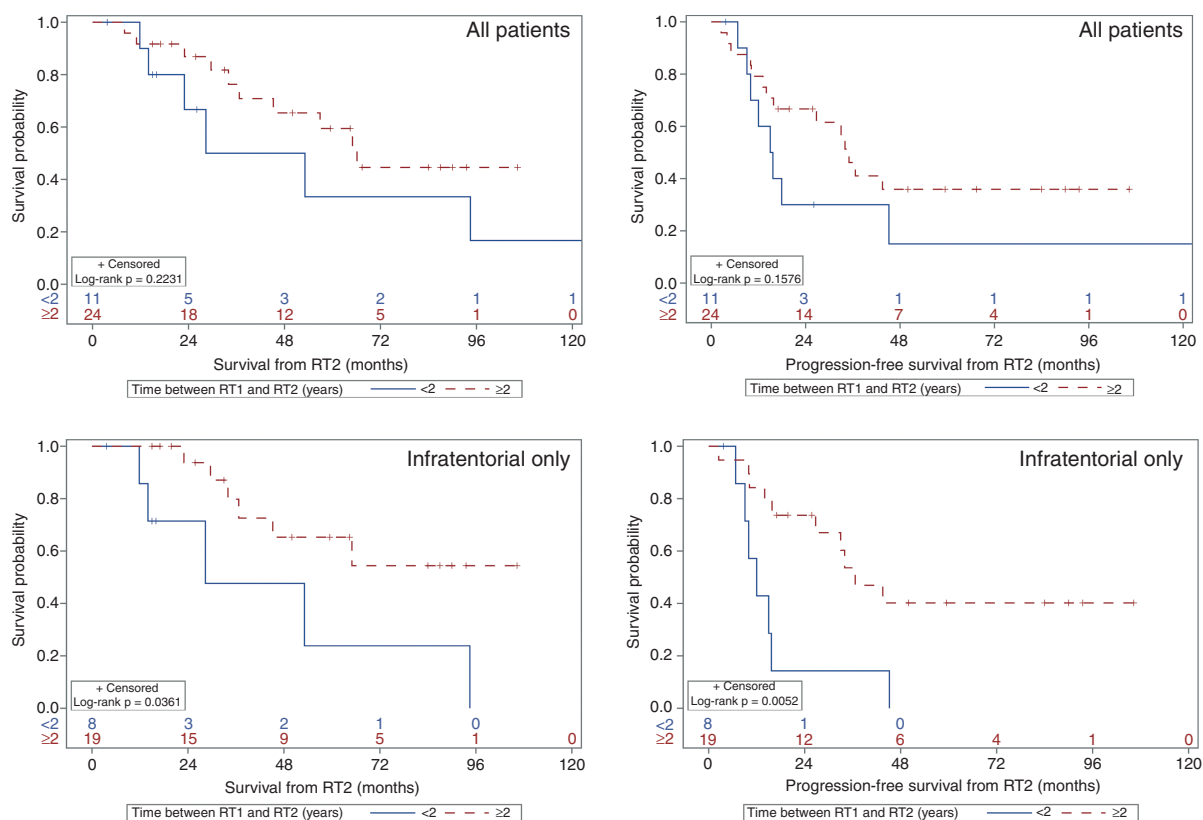 All patients
1.0
0.8
0.6
0.4
0.2
0.0
Survival probability
+ Censored
Log-rank p = 0.2231
<2 11 5 3 2 1 1
≥2 24 18 12 5 1 0
0 24 48 72 96 120
Survival from RT2 (months)
Time between RT1 and RT2 (years) <2 ≥2
All patients
1.0
0.8
0.6
0.4
0.2
0.0
Survival probability
+ Censored
Log-rank p = 0.1576
<2 11 3 1 1 1 1
≥2 24 14 7 4 1 0
0 24 48 72 96 120
Progression-free survival from RT2 (months)
Time between RT1 and RT2 (years) <2 ≥2
Infratentorial only
1.0
0.8
0.6
0.4
0.2
0.0
Survival probability
+ Censored
Log-rank p = 0.0361
<2 8 3 2 1 0
≥2 19 15 9 5 1 0
0 24 48 72 96 120
Survival from RT2 (months)
Time between RT1 and RT2 (years) <2 ≥2
Infratentorial only
1.0
0.8
0.6
0.4
0.2
0.0
Survival probability
+ Censored
Log-rank p = 0.0052
<2 8 1 0
≥2 19 12 6 4 1 0
0 24 48 72 96 120
Progression-free survival from RT2 (months)
Time between RT1 and RT2 (years) <2 ≥2